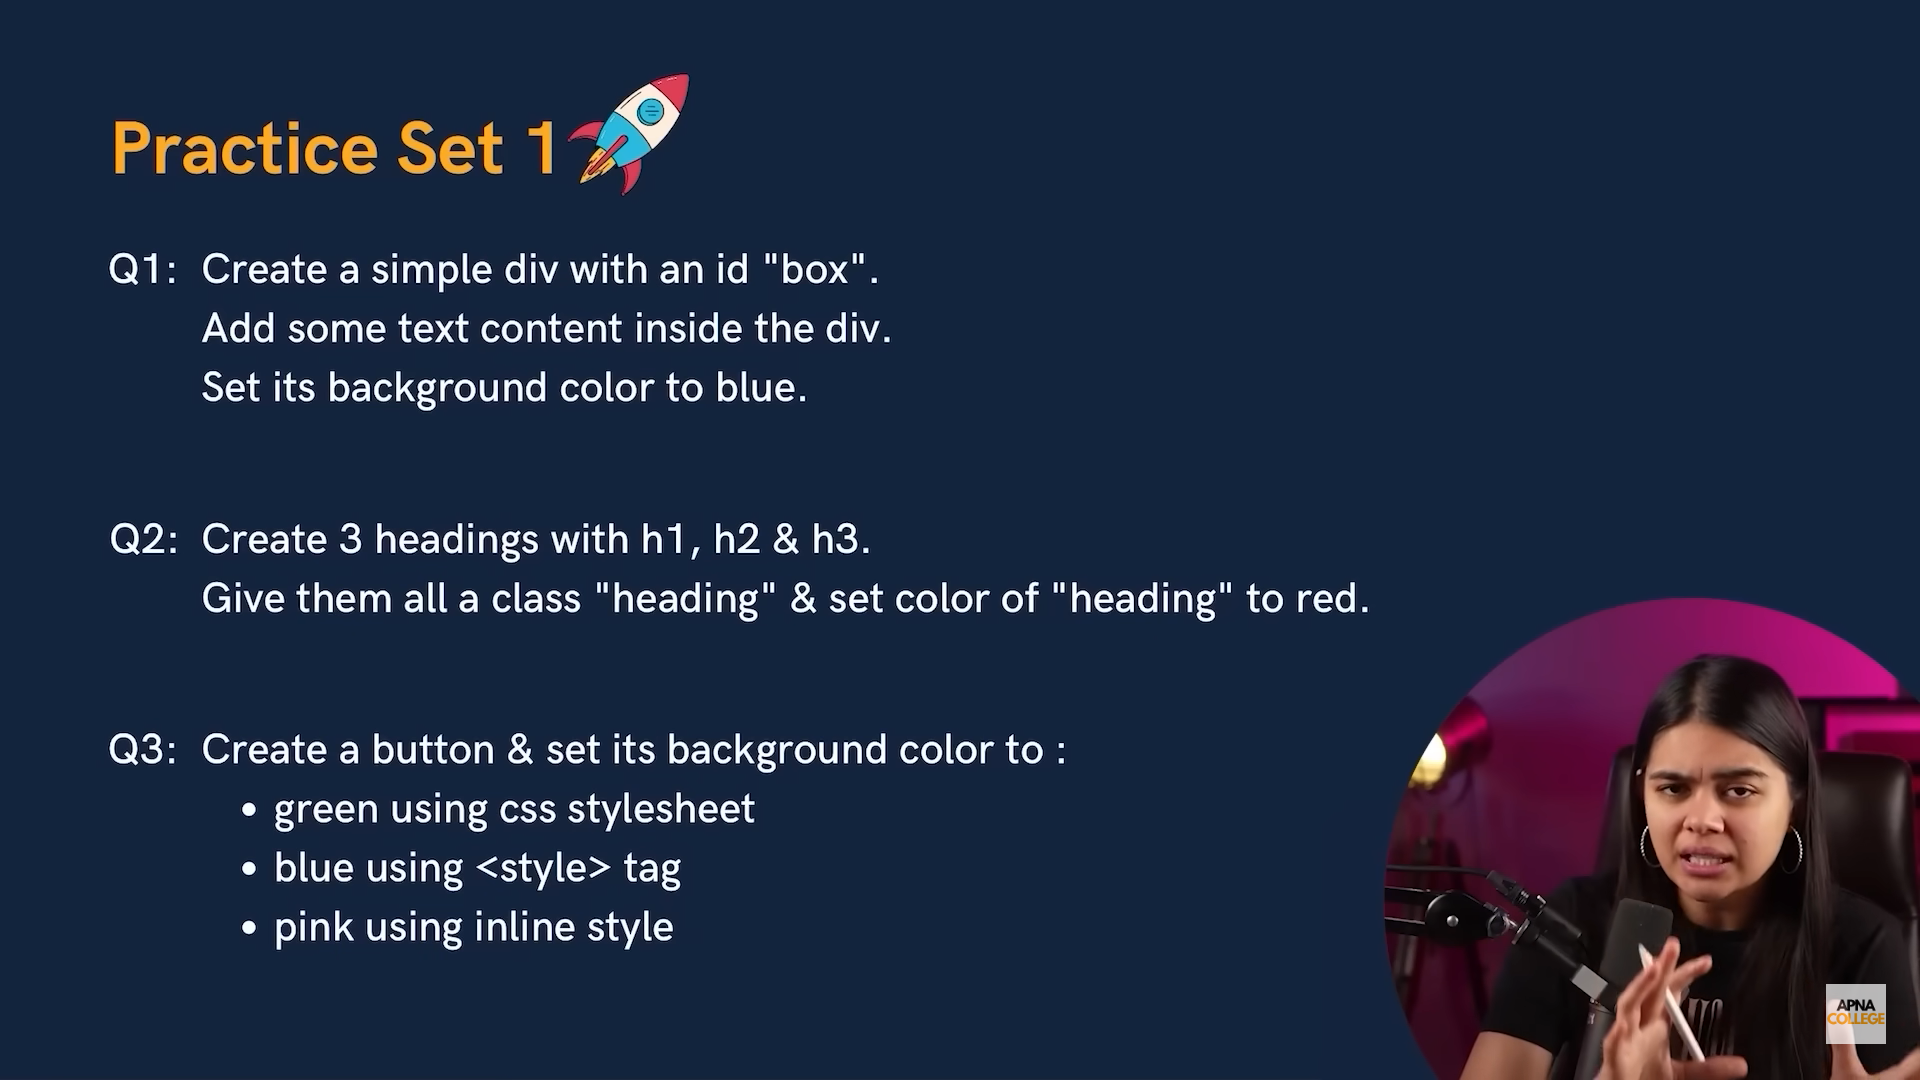 Practice Set 1
Q1: Create a simple div with an id "box".
Add some text content inside the div.
Set its background color to blue.
Q2: Create 3 headings with h1, h2 & h3.
Give them all a class "heading" & set color of "heading" to red.
Q3: Create a button & set its background color to :
• green using css stylesheet
• blue using <style> tag
• pink using inline style
APNA
COLLEGE